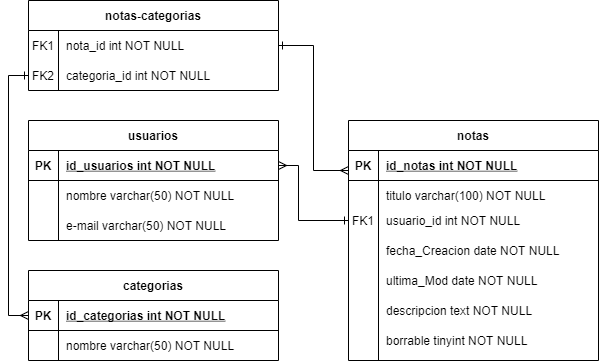 notas-categorias
FK1 nota_id int NOT NULL
FK2 categoria_id int NOT NULL
usuarios
PK id_usuarios int NOT NULL
nombre varchar(50) NOT NULL
e-mail varchar(50) NOT NULL
categorias
PK id_categorias int NOT NULL
nombre varchar(50) NOT NULL
notas
PK id_notas int NOT NULL
titulo varchar(100) NOT NULL
FK1 usuario_id int NOT NULL
fecha_Creacion date NOT NULL
ultima_Mod date NOT NULL
descripcion text NOT NULL
borrable tinyint NOT NULL